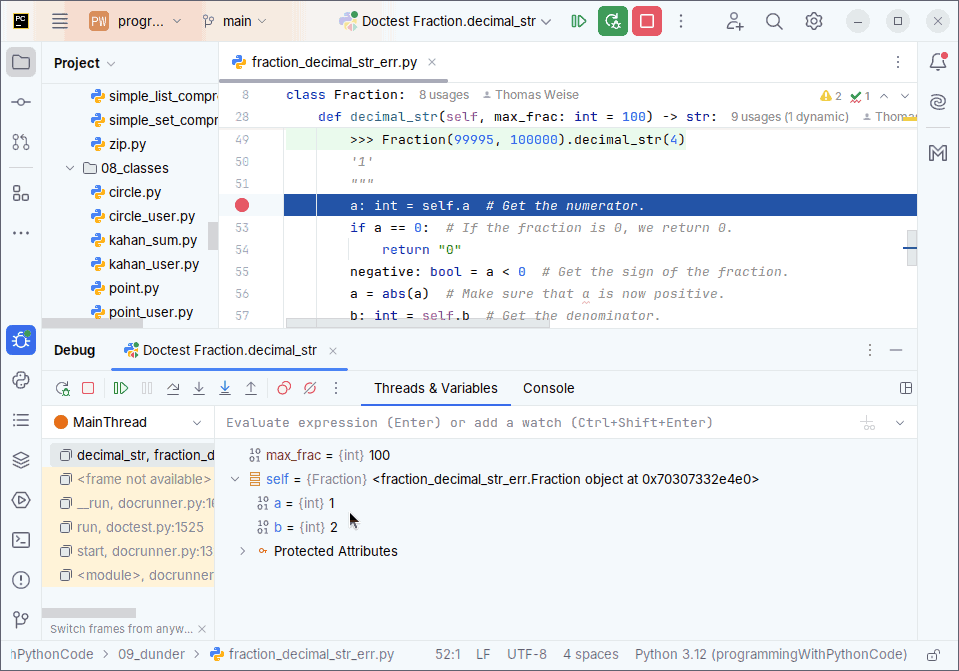 PC PW progr... main Doctest Fraction.decimal_str
Project
fraction_decimal_str_err.py
simple_list_compr
simple_set_compr
zip.py
08_classes
circle.py
circle_user.py
kahan_sum.py
kahan_user.py
point.py
point_user.py
8 class Fraction: 8 usages Thomas Weise 2 1
28 def decimal_str(self, max_frac: int = 100) -> str: 9 usages (1 dynamic) Thomas
49 >>> Fraction(99995, 100000).decimal_str(4)
50 '1'
51 """
a: int = self.a # Get the numerator.
53 if a == 0: # If the fraction is 0, we return 0.
54 return "0"
55 negative: bool = a < 0 # Get the sign of the fraction.
56 a = abs(a) # Make sure that a is now positive.
57 b: int = self.b # Get the denominator.
Debug Doctest Fraction.decimal_str
Threads & Variables Console
MainThread
Evaluate expression (Enter) or add a watch (Ctrl+Shift+Enter)
decimal_str, fraction_d
<frame not available>
__run, docrunner.py:16
run, doctest.py:1525
start, docrunner.py:13
<module>, docrunner
Switch frames from anyw...
max_frac = {int} 100
self = {Fraction} <fraction_decimal_str_err.Fraction object at 0x70307332e4e0>
a = {int} 1
b = {int} 2
Protected Attributes
hPythonCode > 09_dunder > fraction_decimal_str_err.py 52:1 LF UTF-8 4 spaces Python 3.12 (programmingWithPythonCode)